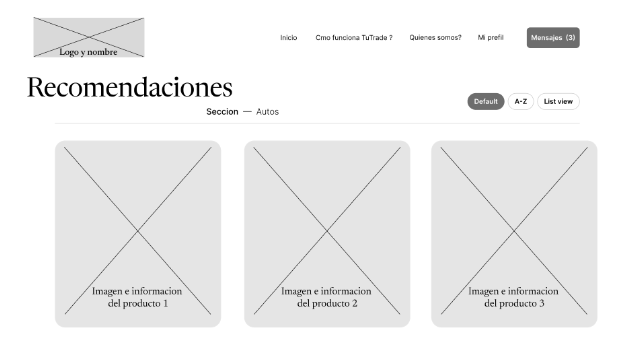 Logo y nombre
Inicio Cmo funciona TuTrade ? Quienes somos? Mi prefil Mensajes (3)
Recomendaciones
Seccion — Autos
Default A-Z List view
Imagen e informacion
del producto 1
Imagen e informacion
del producto 2
Imagen e informacion
del producto 3